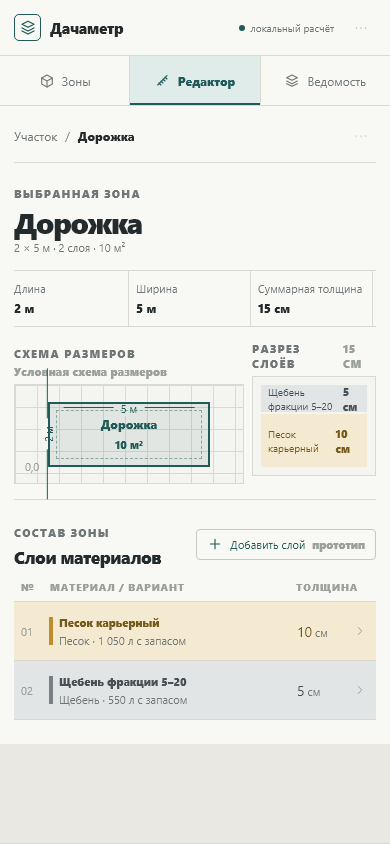 Дачаметр
локальный расчёт
Зоны
Редактор
Ведомость
Участок / Дорожка
ВЫБРАННАЯ ЗОНА
Дорожка
2 × 5 м · 2 слоя · 10 м²
Длина
2 м
Ширина
5 м
Суммарная толщина
15 см
СХЕМА РАЗМЕРОВ
Условная схема размеров
5 м
2 м
Дорожка
10 м²
0,0
РАЗРЕЗ СЛОЁВ
15 СМ
Щебень фракции 5–20
5 см
Песок карьерный
10 см
СОСТАВ ЗОНЫ
Слои материалов
Добавить слой прототип
№ МАТЕРИАЛ / ВАРИАНТ ТОЛЩИНА
01
Песок карьерный
Песок · 1 050 л с запасом
10 см
02
Щебень фракции 5–20
Щебень · 550 л с запасом
5 см